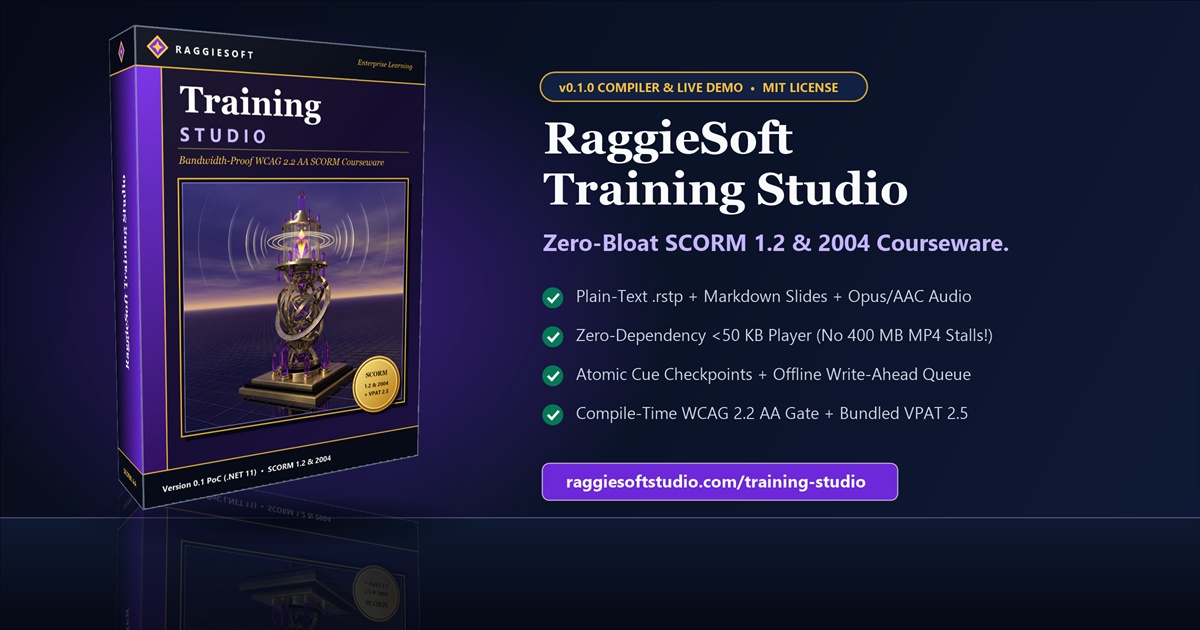 RAGGIESOFT
Enterprise Learning
Training
STUDIO
Bandwidth-Proof WCAG 2.2 AA SCORM Courseware
SCORM
1.2 & 2004
+ VPAT 2.5
Version 0.1 PoC (.NET 11) • SCORM 1.2 & 2004
RaggieSoft Training Studio
v0.1.0 COMPILER & LIVE DEMO • MIT LICENSE
RaggieSoft
Training Studio
Zero-Bloat SCORM 1.2 & 2004 Courseware.
Plain-Text .rstp + Markdown Slides + Opus/AAC Audio
Zero-Dependency <50 KB Player (No 400 MB MP4 Stalls!)
Atomic Cue Checkpoints + Offline Write-Ahead Queue
Compile-Time WCAG 2.2 AA Gate + Bundled VPAT 2.5
raggiesoftstudio.com/training-studio